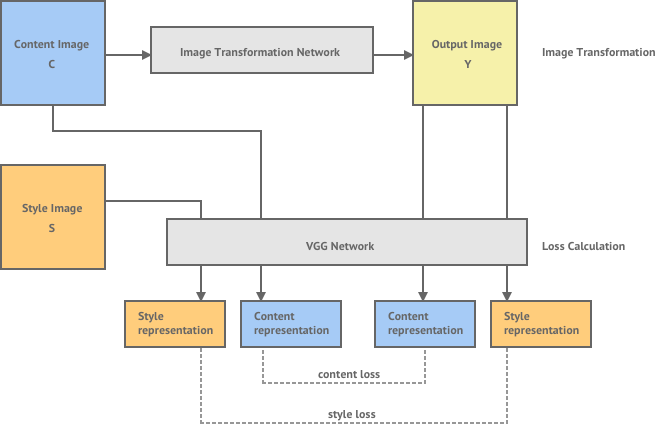 Content Image
C
Image Transformation Network
Output Image
Y
Image Transformation
Style Image
S
VGG Network
Loss Calculation
Style
representation
Content
representation
Content
representation
Style
representation
content loss
style loss